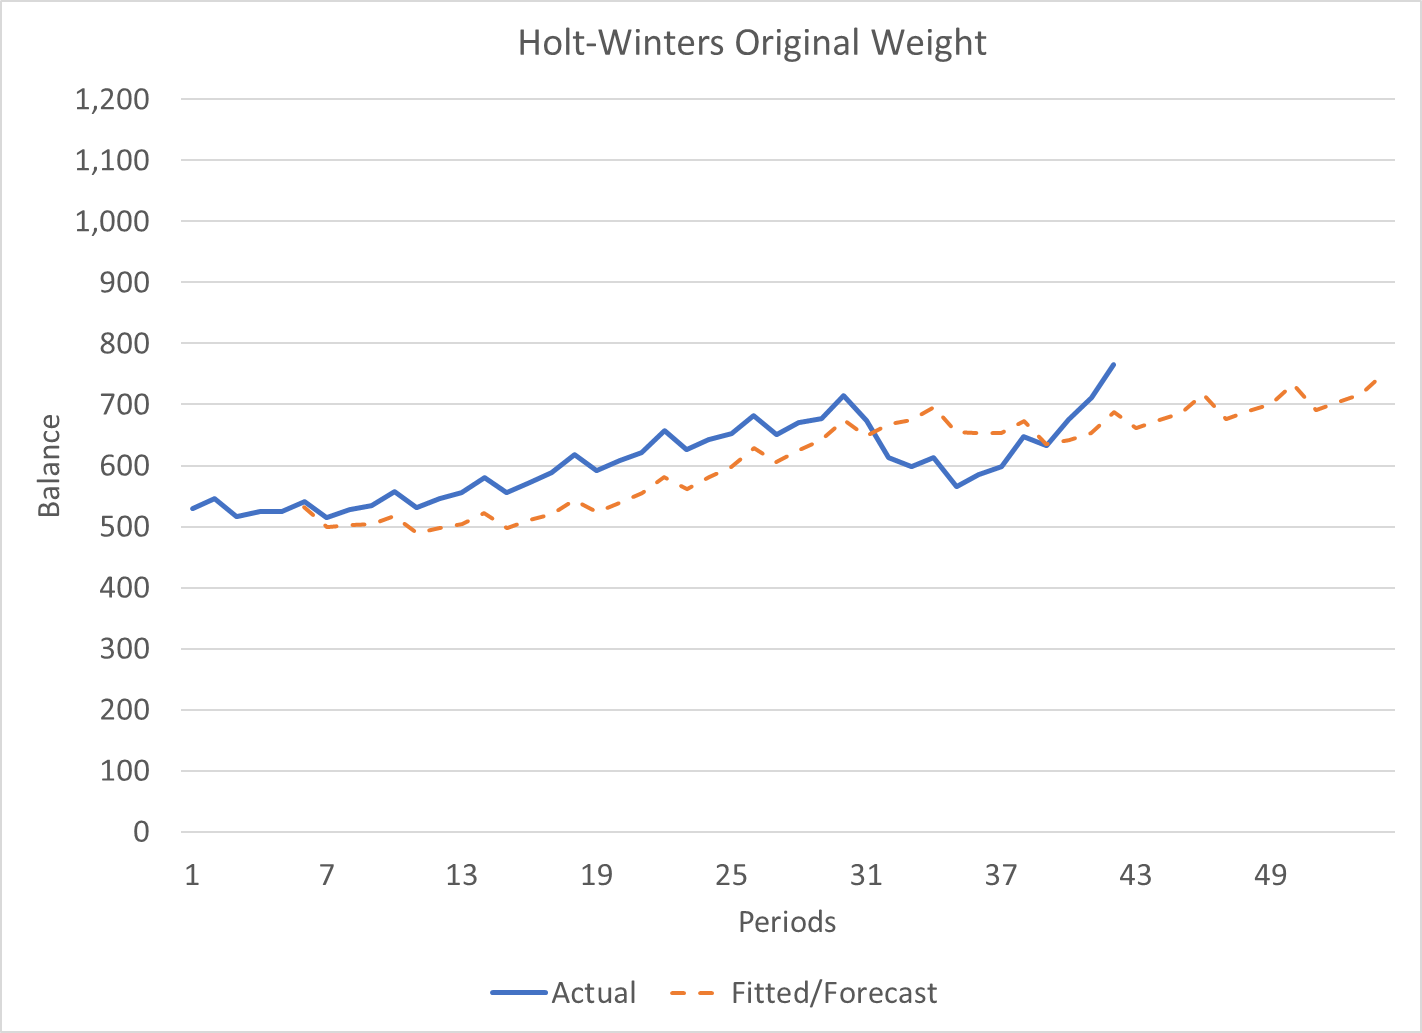 Holt-Winters Original Weight
1,200
1,100
1,000
900
800
700
600
500
400
300
200
100
0
Balance
1 7 13 19 25 31 37 43 49
Periods
Actual Fitted/Forecast